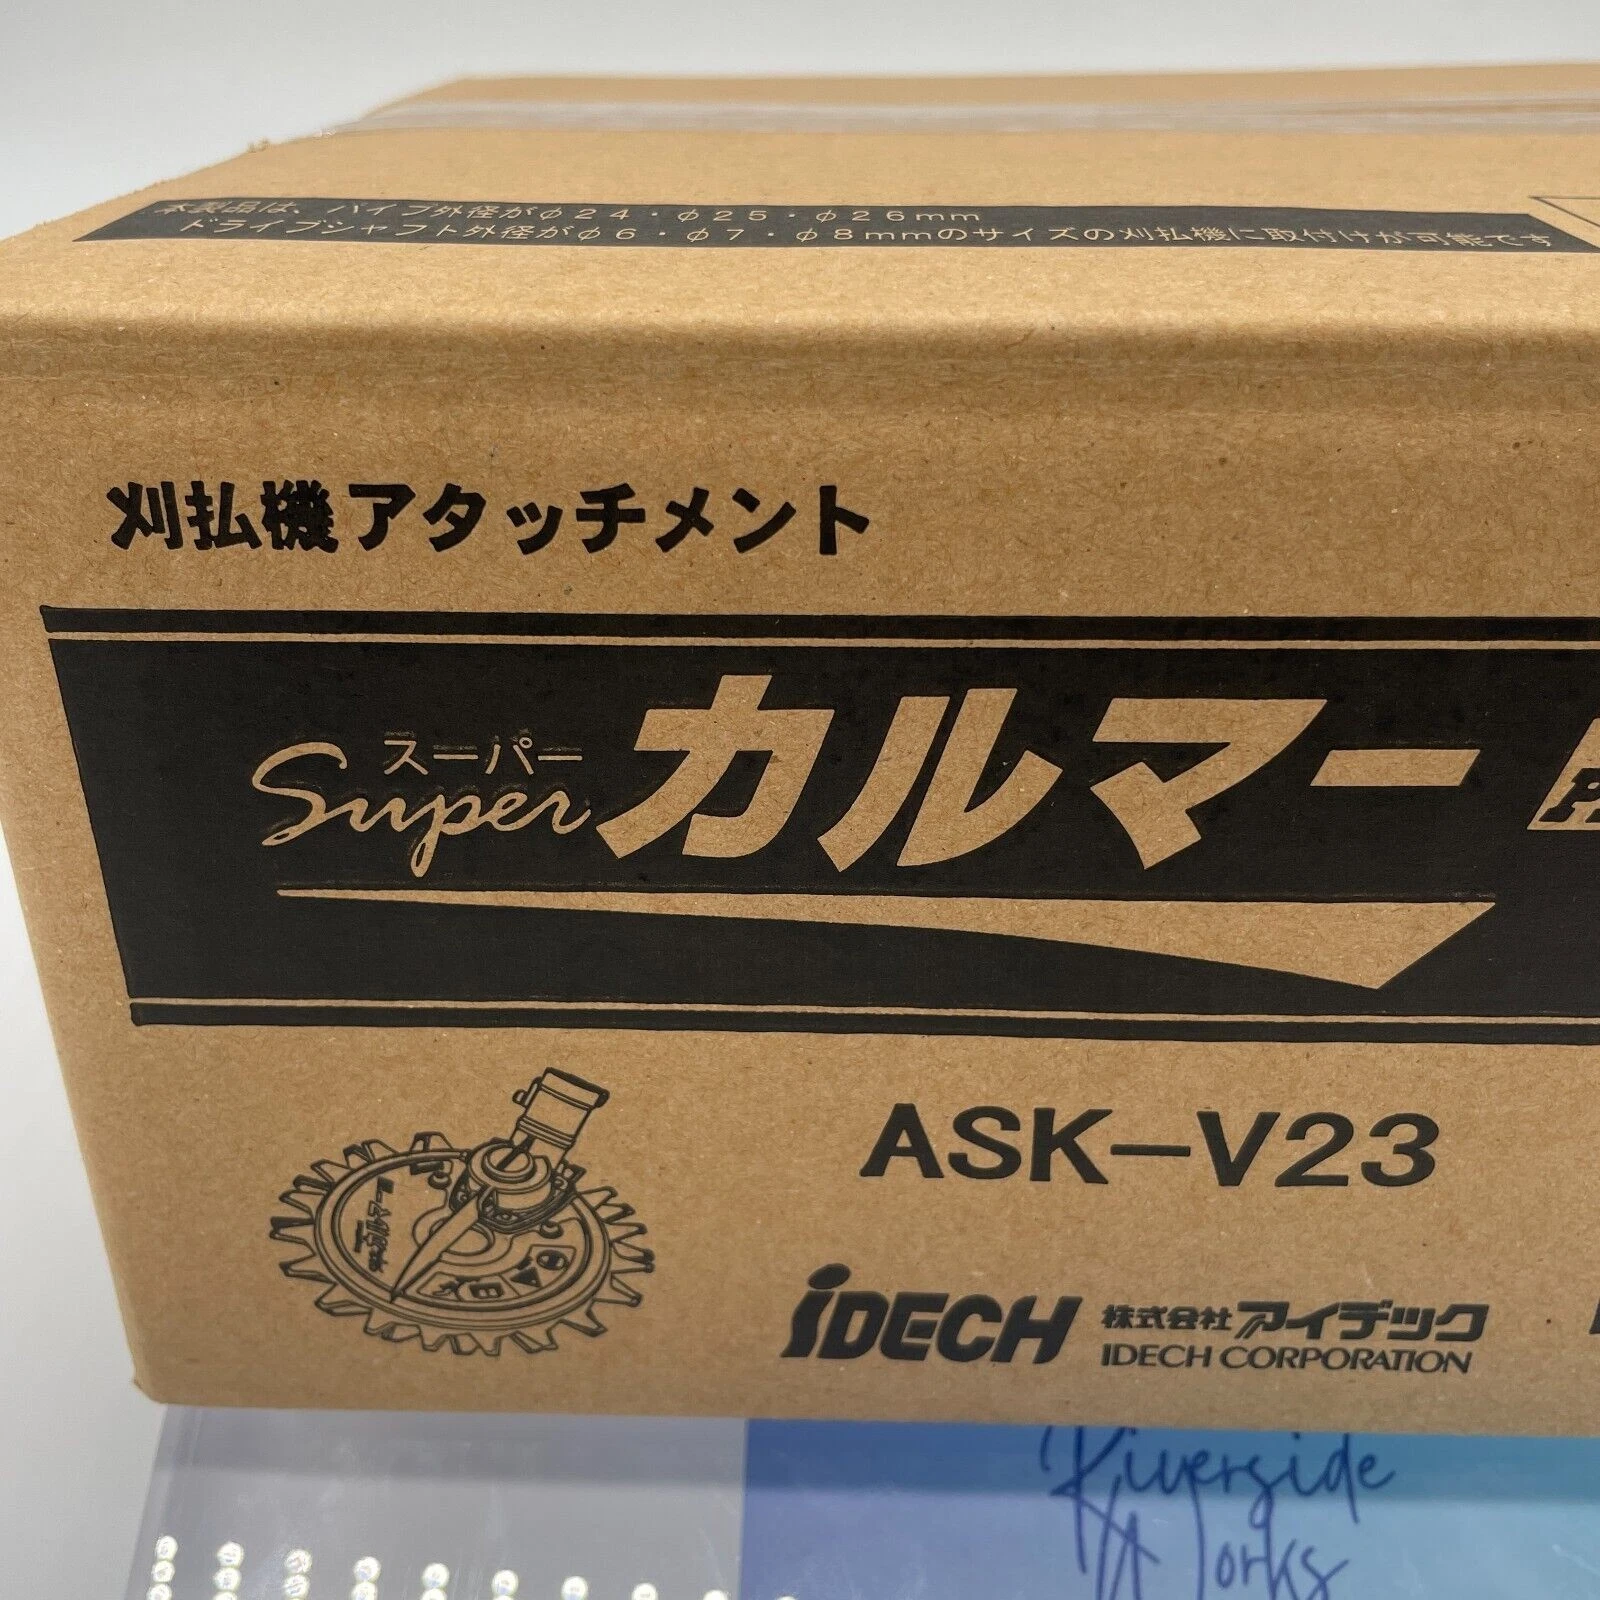 本製品は、パイプ外径がφ24・φ25・φ26mm
ドライブシャフト外径がφ6・φ7・φ8mmのサイズの刈払機に取付けが可能です
刈払機アタッチメント
スーパー
Super カルマー
ASK-V23
iDECH 株式会社アイデック
IDECH CORPORATION
Riverside
Works